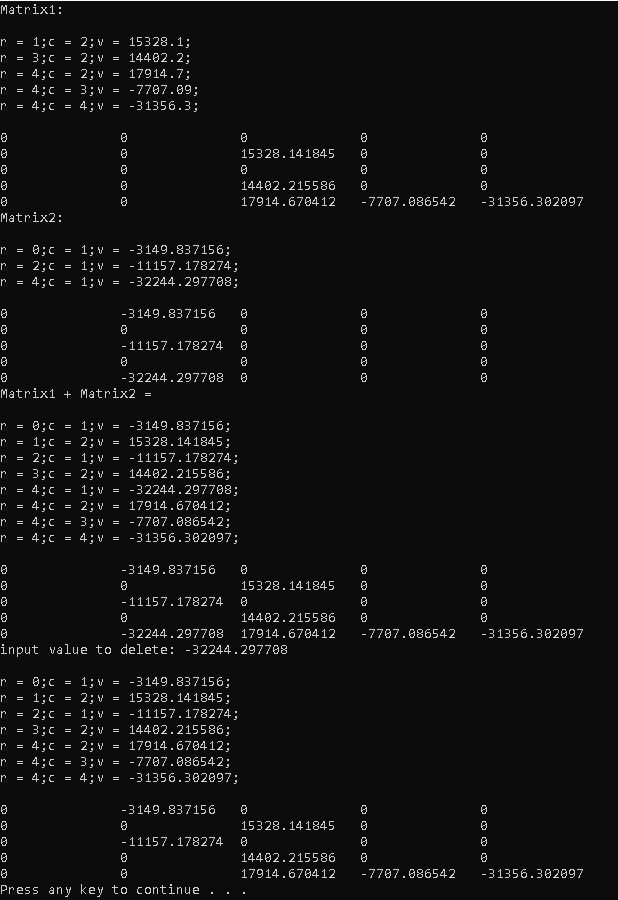 Matrix1:
r = 1;c = 2;v = 15328.1;
r = 3;c = 2;v = 14402.2;
r = 4;c = 2;v = 17914.7;
r = 4;c = 3;v = -7707.09;
r = 4;c = 4;v = -31356.3;
0 0 0 0 0
0 0 15328.141845 0 0
0 0 0 0 0
0 0 14402.215586 0 0
0 0 17914.670412 -7707.086542 -31356.302097
Matrix2:
r = 0;c = 1;v = -3149.837156;
r = 2;c = 1;v = -11157.178274;
r = 4;c = 1;v = -32244.297708;
0 -3149.837156 0 0 0
0 0 0 0 0
0 -11157.178274 0 0 0
0 0 0 0 0
0 -32244.297708 0 0 0
Matrix1 + Matrix2 =
r = 0;c = 1;v = -3149.837156;
r = 1;c = 2;v = 15328.141845;
r = 2;c = 1;v = -11157.178274;
r = 3;c = 2;v = 14402.215586;
r = 4;c = 1;v = -32244.297708;
r = 4;c = 2;v = 17914.670412;
r = 4;c = 3;v = -7707.086542;
r = 4;c = 4;v = -31356.302097;
0 -3149.837156 0 0 0
0 0 15328.141845 0 0
0 -11157.178274 0 0 0
0 0 14402.215586 0 0
0 -32244.297708 17914.670412 -7707.086542 -31356.302097
input value to delete: -32244.297708
r = 0;c = 1;v = -3149.837156;
r = 1;c = 2;v = 15328.141845;
r = 2;c = 1;v = -11157.178274;
r = 3;c = 2;v = 14402.215586;
r = 4;c = 2;v = 17914.670412;
r = 4;c = 3;v = -7707.086542;
r = 4;c = 4;v = -31356.302097;
0 -3149.837156 0 0 0
0 0 15328.141845 0 0
0 -11157.178274 0 0 0
0 0 14402.215586 0 0
0 0 17914.670412 -7707.086542 -31356.302097
Press any key to continue . . .